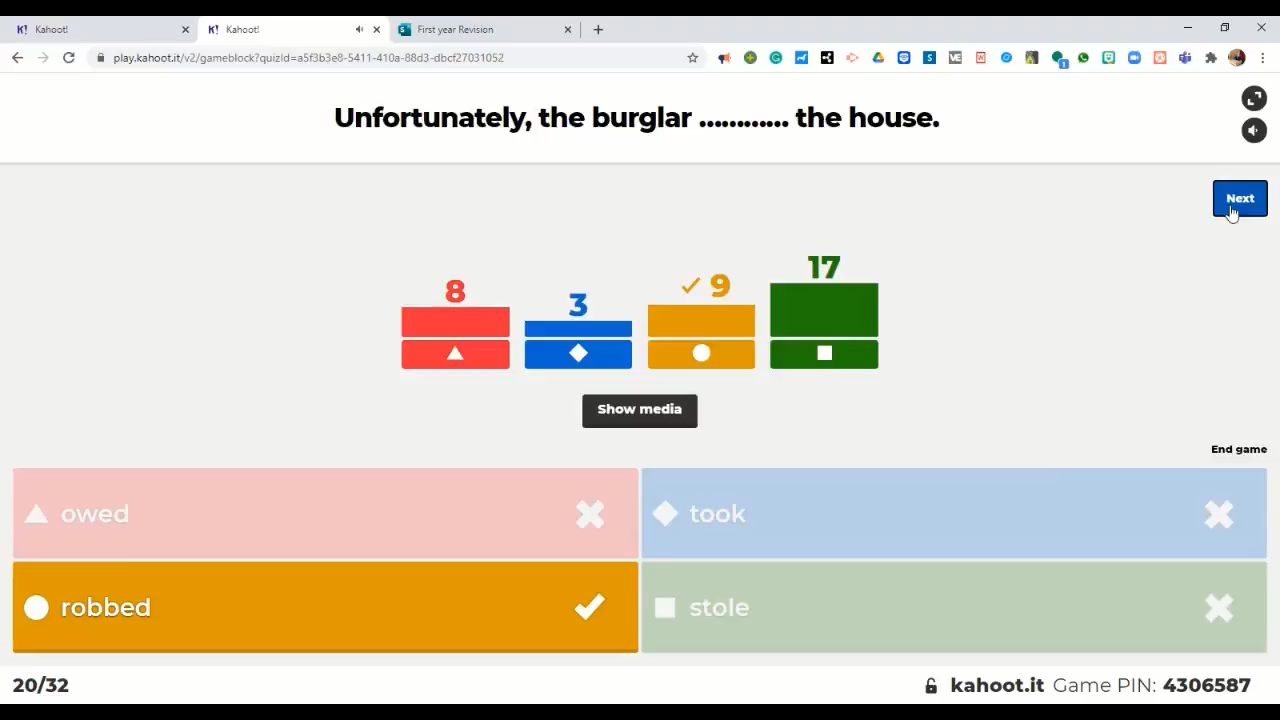 K! Kahoot!
K! Kahoot!
S First year Revision
play.kahoot.it/v2/gameblock?quizId=a5f3b3e8-5411-410a-88d3-dbcf27031052
Unfortunately, the burglar ............ the house.
Next
8
3
9
17
Show media
End game
owed
took
robbed
stole
20/32
kahoot.it Game PIN: 4306587